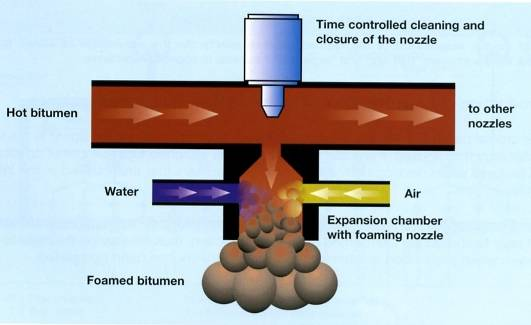 Time controlled cleaning and
closure of the nozzle
Hot bitumen
to other
nozzles
Water
Air
Expansion chamber
with foaming nozzle
Foamed bitumen